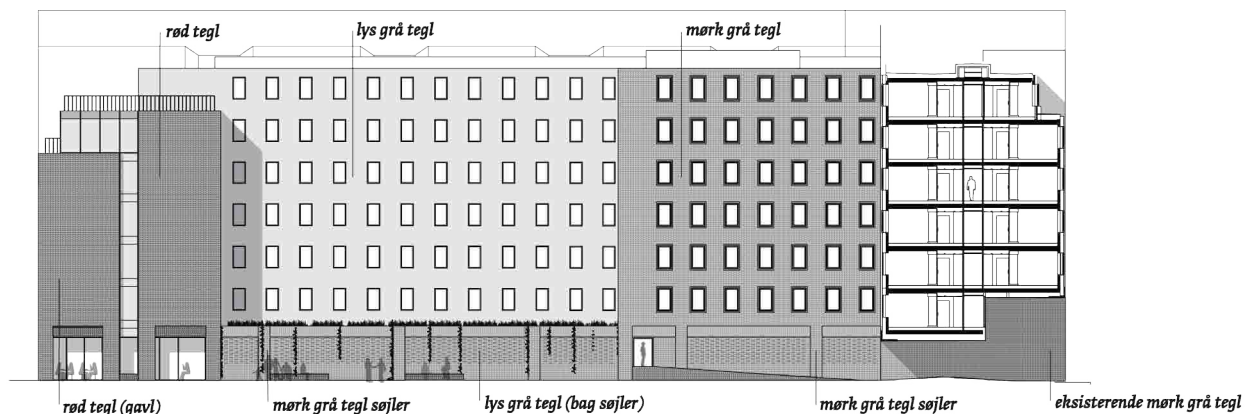 rød tegl
lys grå tegl
mørk grå tegl
rød tegl (gavl)
mørk grå tegl søjler
lys grå tegl (bag søjler)
mørk grå tegl søjler
eksisterende mørk grå tegl